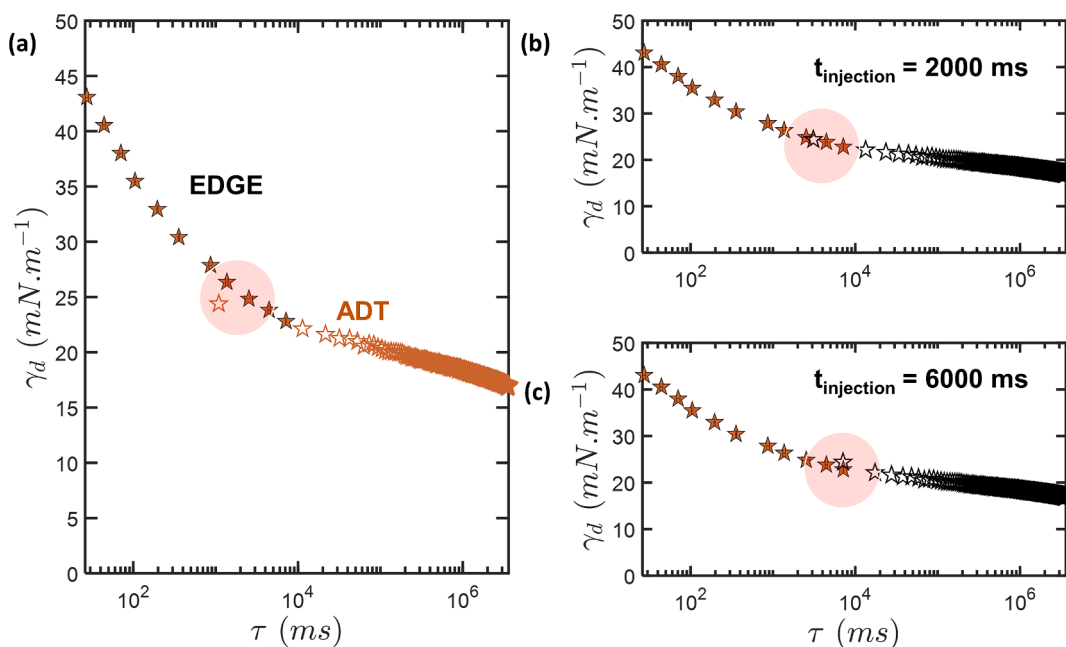 (a)
50
45
40
35
30
25
20
15
10
5
0
γd (mN.m−1)
EDGE
ADT
10² 10⁴ 10⁶
τ (ms)
(b)
50
40
30
20
10
0
γd (mN.m−1)
tinjection = 2000 ms
10² 10⁴ 10⁶
(c)
50
40
30
20
10
0
γd (mN.m−1)
tinjection = 6000 ms
10² 10⁴ 10⁶
τ (ms)